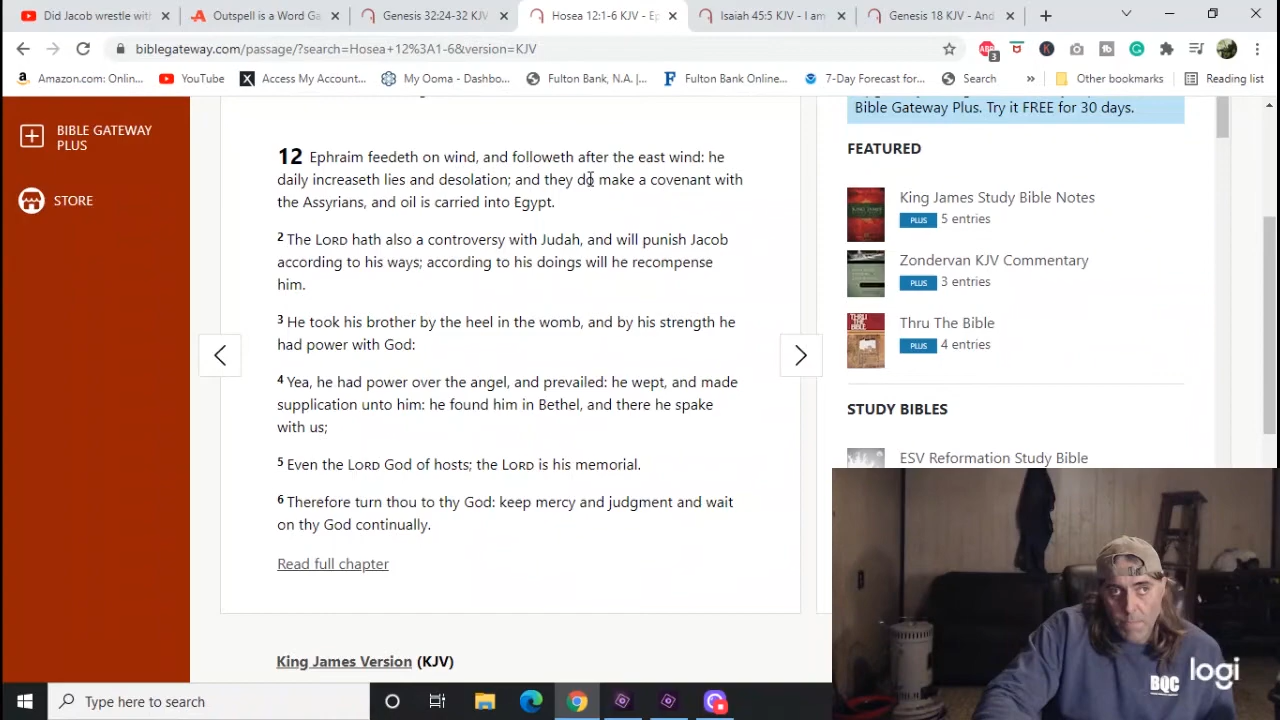 Did Jacob wrestle wit
Outspell is a Word Ga
Genesis 32:24-32 KJV
Hosea 12:1-6 KJV - Ep
Isaiah 45:5 KJV - I am
Genesis 18 KJV - And
biblegateway.com/passage/?search=Hosea+12%3A1-6&version=KJV
3
Amazon.com: Onlin...
YouTube
Access My Account...
My Ooma - Dashbo...
Fulton Bank, N.A. |...
Fulton Bank Online...
7-Day Forecast for...
Search
»
Other bookmarks
Reading list
BIBLE GATEWAY
PLUS
STORE
12 Ephraim feedeth on wind, and followeth after the east wind: he
daily increaseth lies and desolation; and they do make a covenant with
the Assyrians, and oil is carried into Egypt.
2 The LORD hath also a controversy with Judah, and will punish Jacob
according to his ways; according to his doings will he recompense
him.
3 He took his brother by the heel in the womb, and by his strength he
had power with God:
4 Yea, he had power over the angel, and prevailed: he wept, and made
supplication unto him: he found him in Bethel, and there he spake
with us;
5 Even the LORD God of hosts; the LORD is his memorial.
6 Therefore turn thou to thy God: keep mercy and judgment and wait
on thy God continually.
Read full chapter
King James Version (KJV)
Bible Gateway Plus. Try it FREE for 30 days.
FEATURED
King James Study Bible Notes
PLUS 5 entries
Zondervan KJV Commentary
PLUS 3 entries
Thru The Bible
PLUS 4 entries
STUDY BIBLES
ESV Reformation Study Bible
BQC
logi
Type here to search